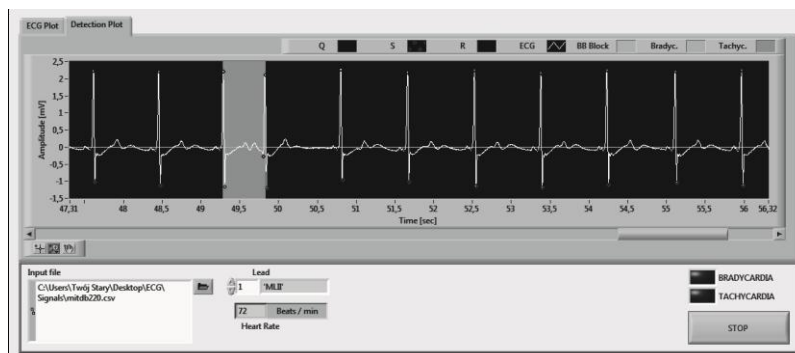 ECG Plot Detection Plot
Q S R ECG BB Block Bradyc. Tachyc.
2,5
2
1,5
1
0,5
0
-0,5
-1
-1,5
Amplitude [mV]
47,31 48 48,5 49 49,5 50 50,5 51 51,5 52 52,5 53 53,5 54 54,5 55 55,5 56 56,32
Time [sec]
Input file
C:\Users\Twój Stary\Desktop\ECG\
Signals\mitdb220.csv
Lead
1 'MLII'
72 Beats / min
Heart Rate
BRADYCARDIA
TACHYCARDIA
STOP